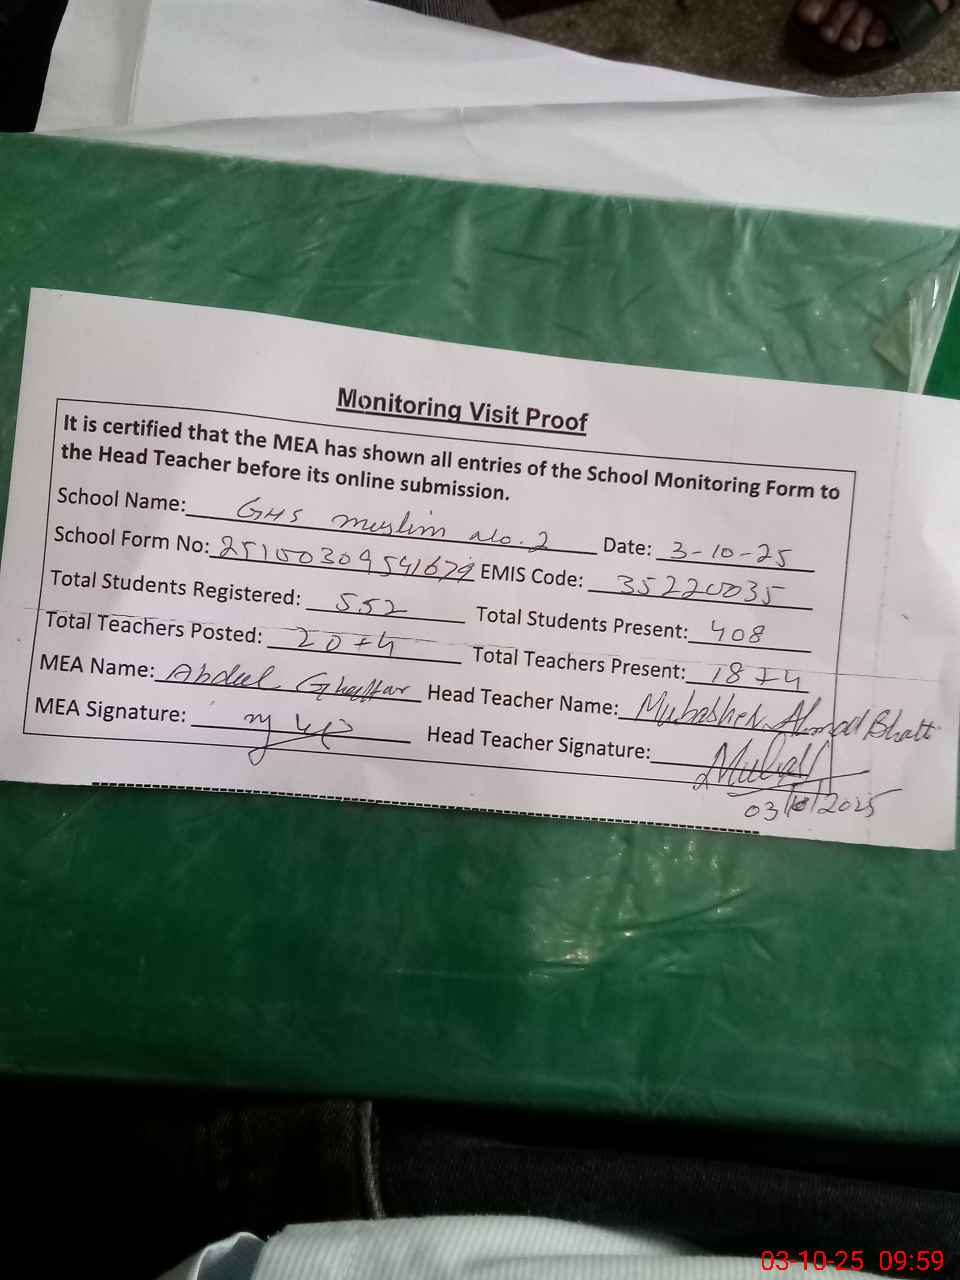 Monitoring Visit Proof
It is certified that the MEA has shown all entries of the School Monitoring Form to
the Head Teacher before its online submission.
School Name: GHS muslim No. 2 Date: 3-10-25
School Form No: 25100309541679 EMIS Code: 35220035
Total Students Registered: 552 Total Students Present: 408
Total Teachers Posted: 20+4 Total Teachers Present: 18+4
MEA Name: Abdul Ghaffar Head Teacher Name: Mubasher Ahmad Bhatti
MEA Signature: Head Teacher Signature:
03/10/2025
03-10-25 09:59